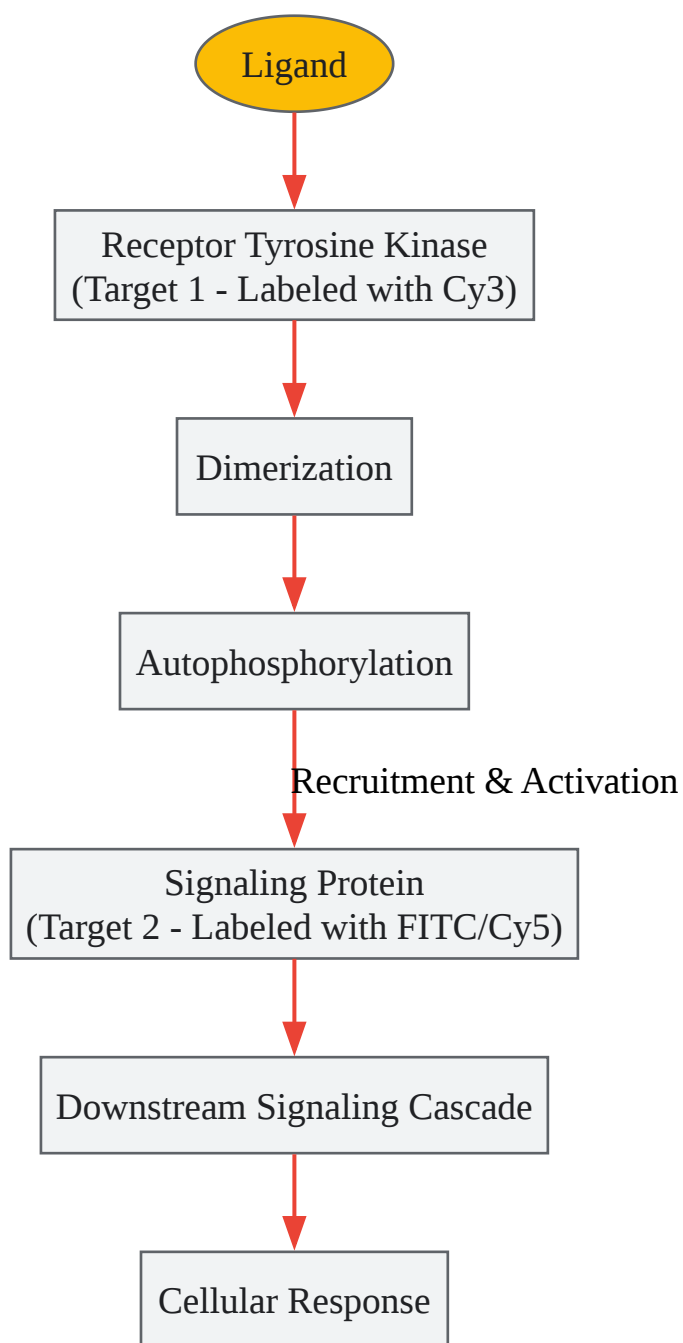 Ligand
Receptor Tyrosine Kinase
(Target 1 - Labeled with Cy3)
Dimerization
Autophosphorylation
Recruitment & Activation
Signaling Protein
(Target 2 - Labeled with FITC/Cy5)
Downstream Signaling Cascade
Cellular Response